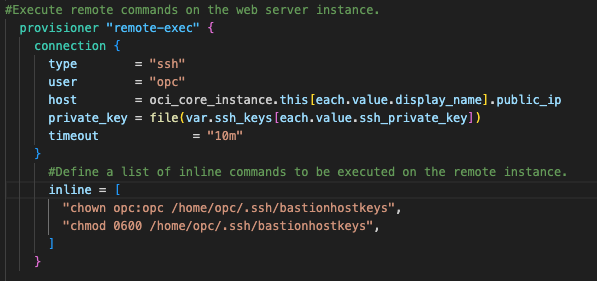 #Execute remote commands on the web server instance.
provisioner "remote-exec" {
connection {
type = "ssh"
user = "opc"
host = oci_core_instance.this[each.value.display_name].public_ip
private_key = file(var.ssh_keys[each.value.ssh_private_key])
timeout = "10m"
}
#Define a list of inline commands to be executed on the remote instance.
inline = [
"chown opc:opc /home/opc/.ssh/bastionhostkeys",
"chmod 0600 /home/opc/.ssh/bastionhostkeys",
]
}